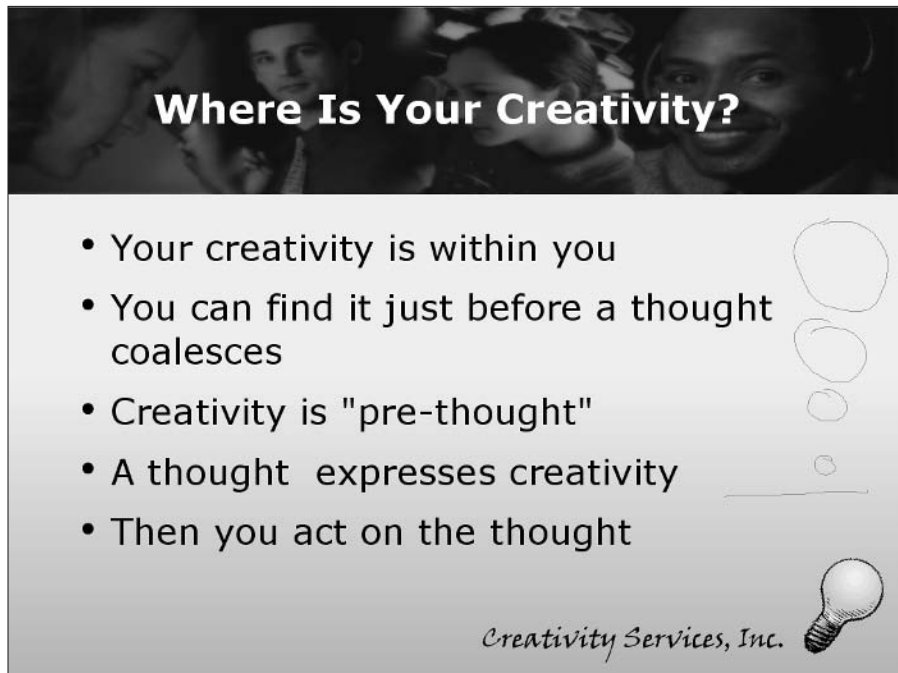 Where Is Your Creativity?
• Your creativity is within you
• You can find it just before a thought
coalesces
• Creativity is "pre-thought"
• A thought  expresses creativity
• Then you act on the thought
Creativity Services, Inc.